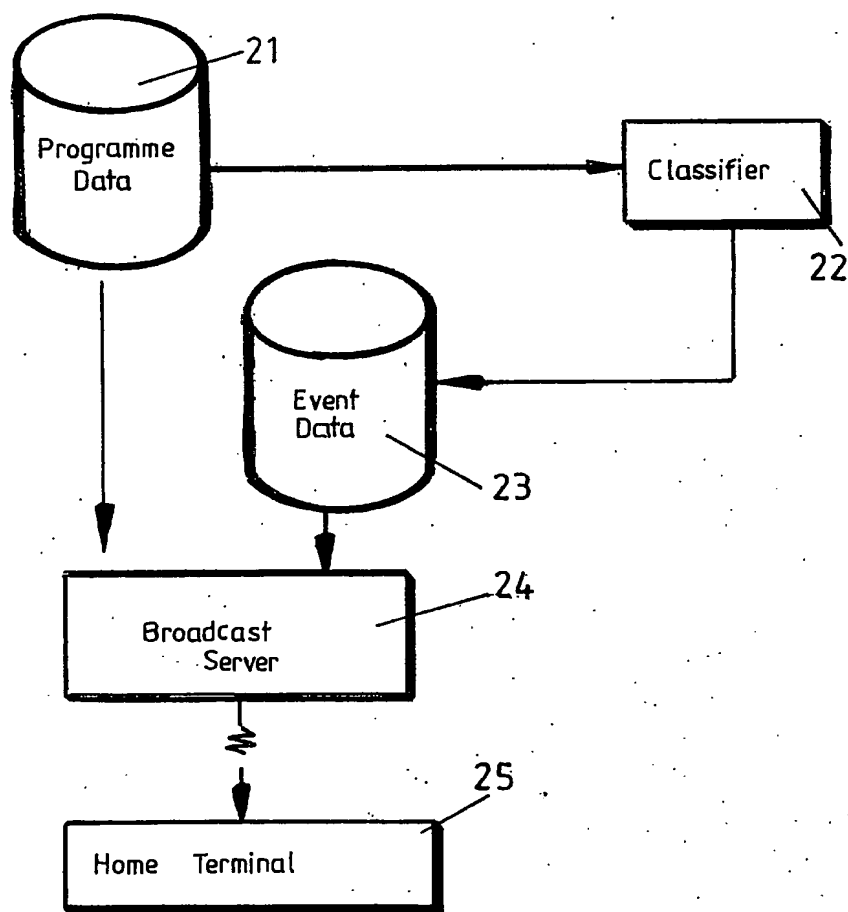 21
Programme
Data
Classifier
22
Event
Data
23
24
Broadcast
Server
25
Home Terminal